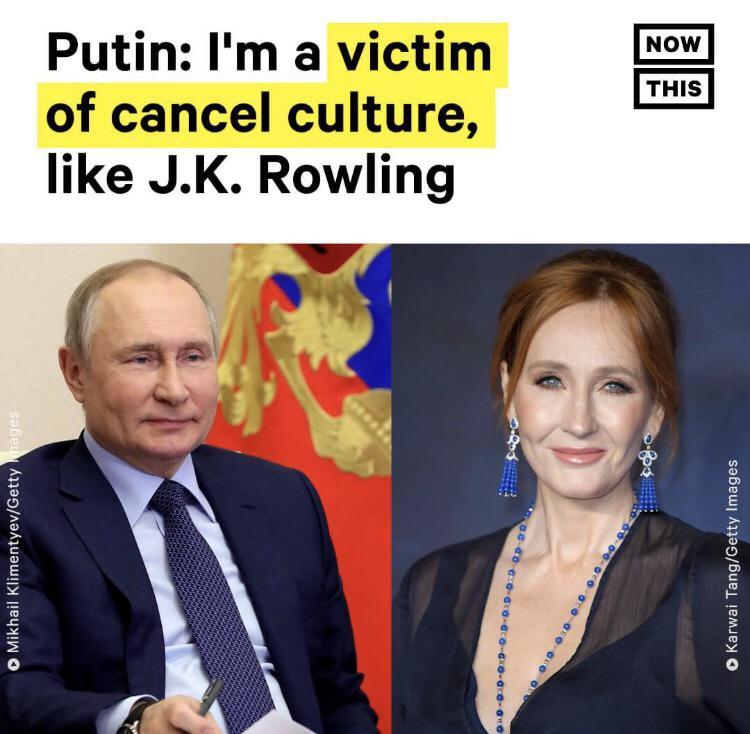 Putin: I'm a victim
of cancel culture,
like J.K. Rowling
NOW
THIS
Mikhail Klimentyev/Getty Images
Karwai Tang/Getty Images